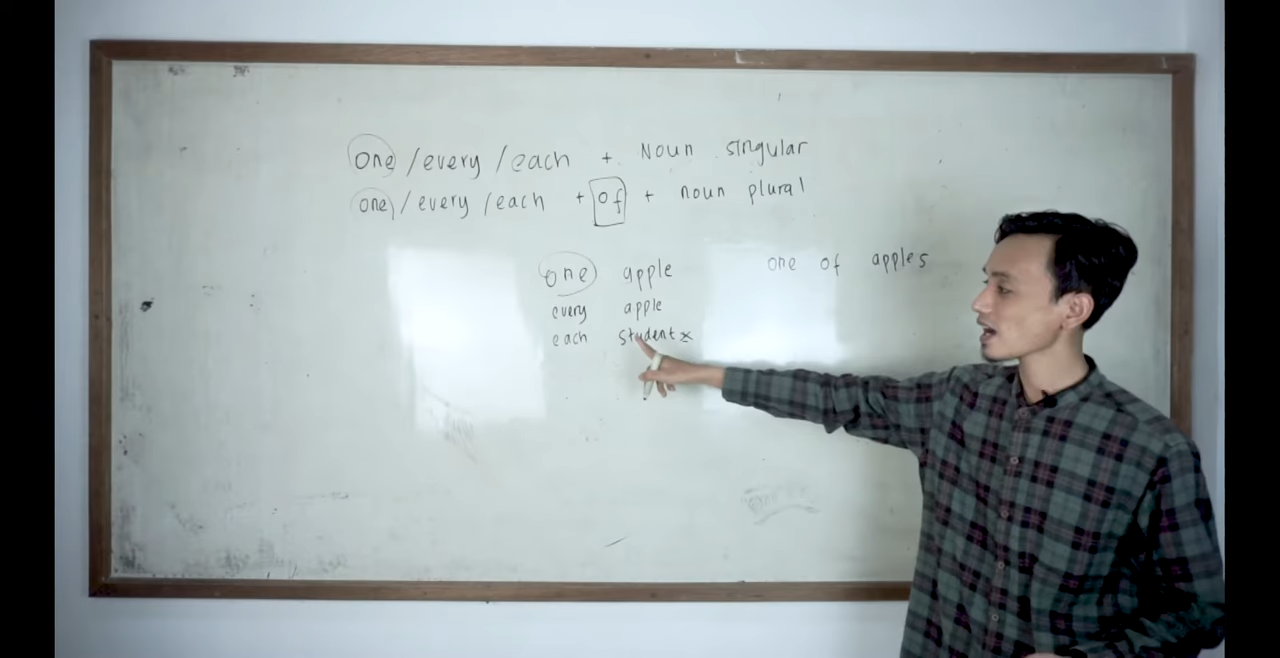 one / every / each + Noun singular
one / every / each + of + noun plural
one apple one of apples
every apple
each student x